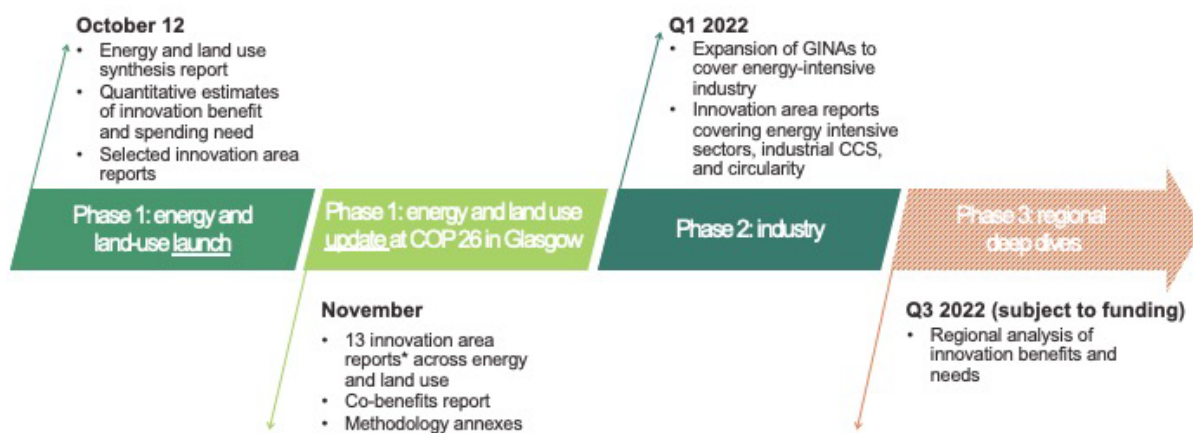 October 12
• Energy and land use
synthesis report
• Quantitative estimates
of innovation benefit
and spending need
• Selected innovation area
reports
Q1 2022
• Expansion of GINAs to
cover energy-intensive
industry
• Innovation area reports
covering energy intensive
sectors, industrial CCS,
and circularity
Phase 1: energy and
land-use launch
Phase 1: energy and land use
update at COP 26 in Glasgow
Phase 2: industry
Phase 3: regional
deep dives
November
• 13 innovation area
reports* across energy
and land use
• Co-benefits report
• Methodology annexes
Q3 2022 (subject to funding)
• Regional analysis of
innovation benefits and
needs